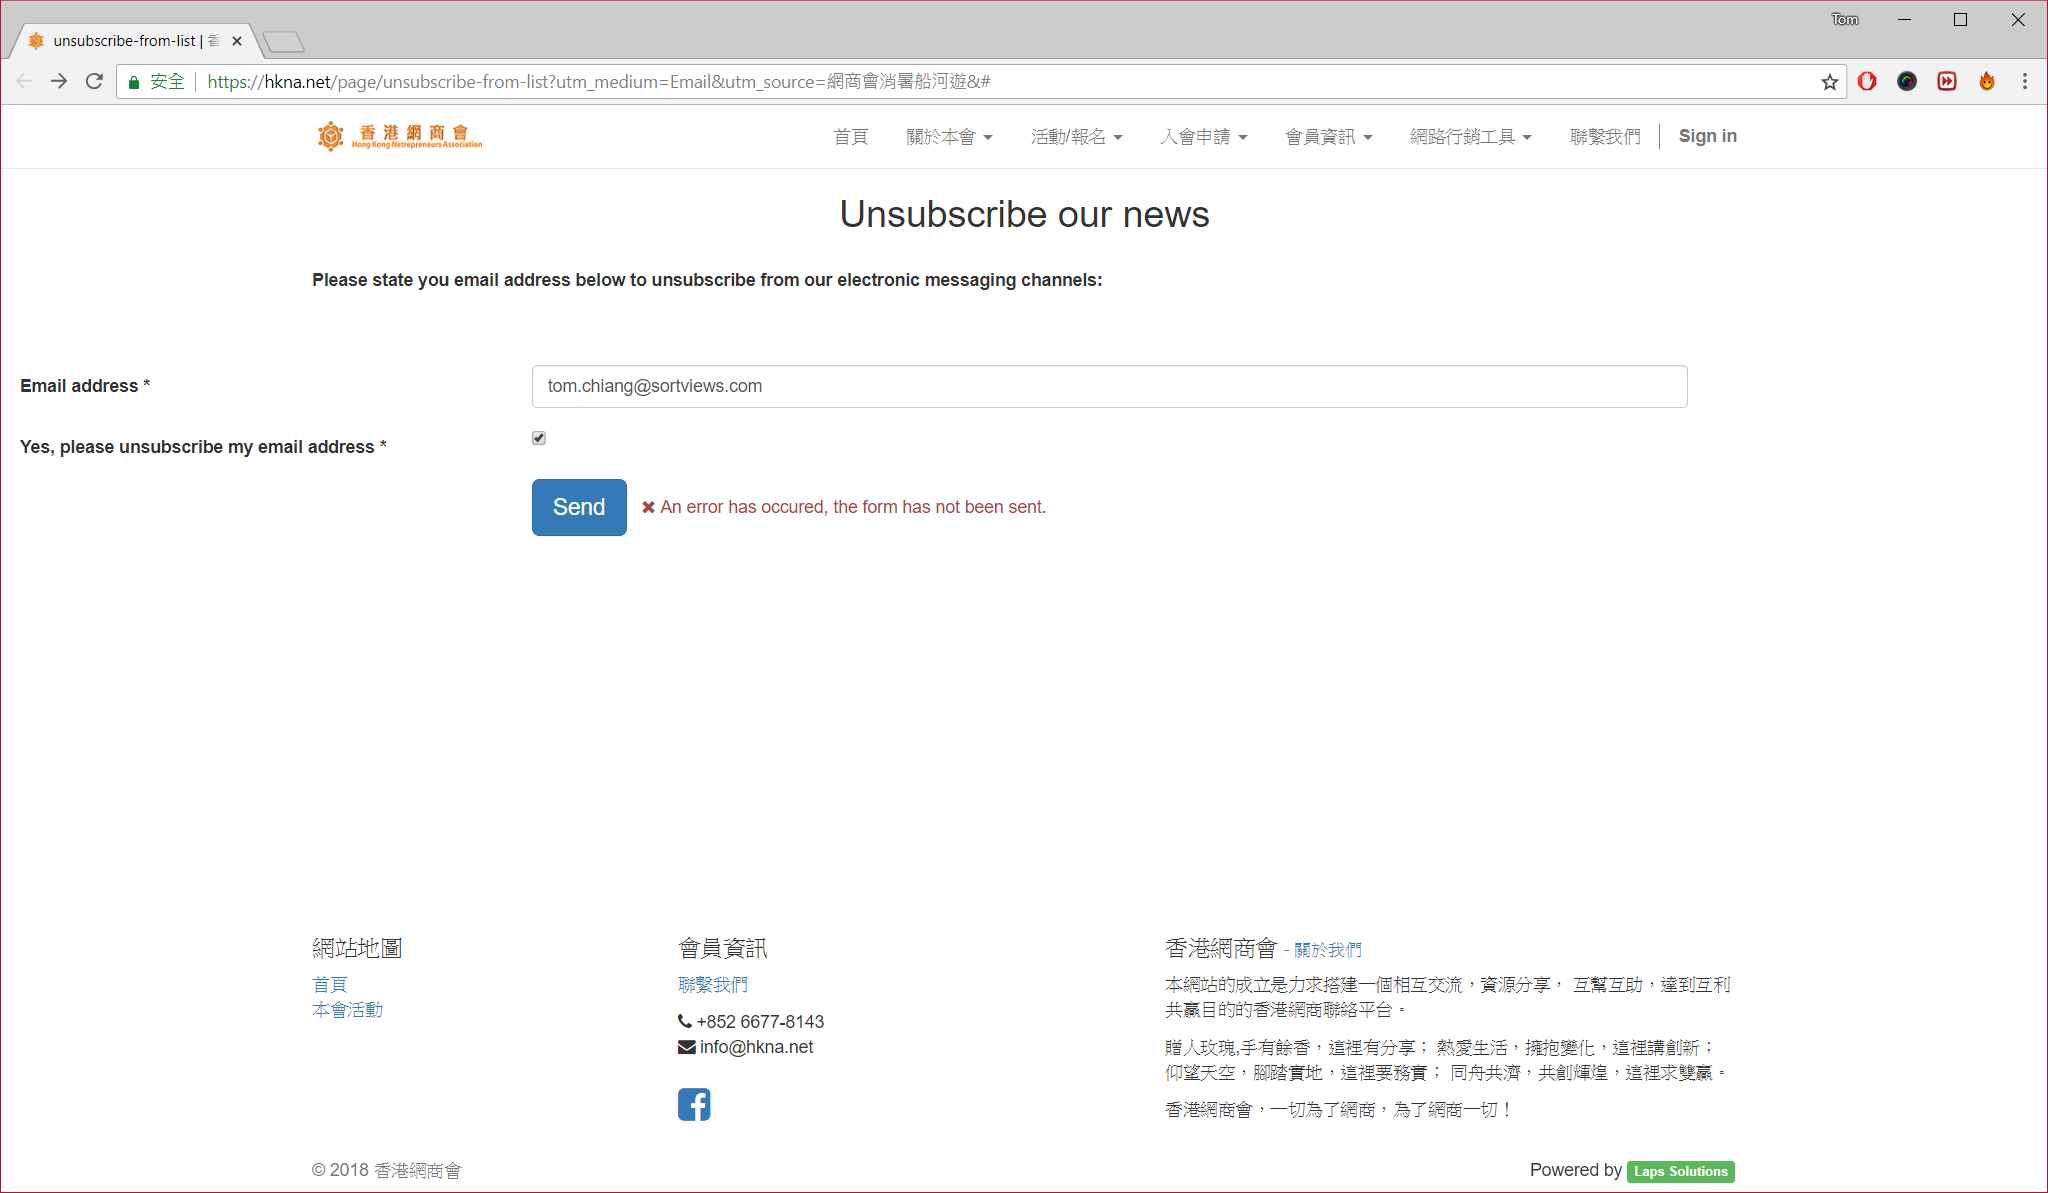 Tom
unsubscribe-from-list | 香
安全 https://hkna.net/page/unsubscribe-from-list?utm_medium=Email&utm_source=網商會消暑船河遊&#
香港網商會
Hong Kong Netrepreneurs Association
首頁 關於本會 活動/報名 入會申請 會員資訊 網路行銷工具 聯繫我們 Sign in
Unsubscribe our news
Please state you email address below to unsubscribe from our electronic messaging channels:
Email address * tom.chiang@sortviews.com
Yes, please unsubscribe my email address *
Send An error has occured, the form has not been sent.
網站地圖
首頁
本會活動
會員資訊
聯繫我們
+852 6677-8143
info@hkna.net
香港網商會 - 關於我們
本網站的成立是力求搭建一個相互交流，資源分享， 互幫互助，達到互利
共贏目的的香港網商聯絡平台。
贈人玫瑰,手有餘香，這裡有分享； 熱愛生活，擁抱變化，這裡講創新；
仰望天空，腳踏實地，這裡要務實； 同舟共濟，共創輝煌，這裡求雙贏。
香港網商會，一切為了網商，為了網商一切！
© 2018 香港網商會
Powered by Laps Solutions